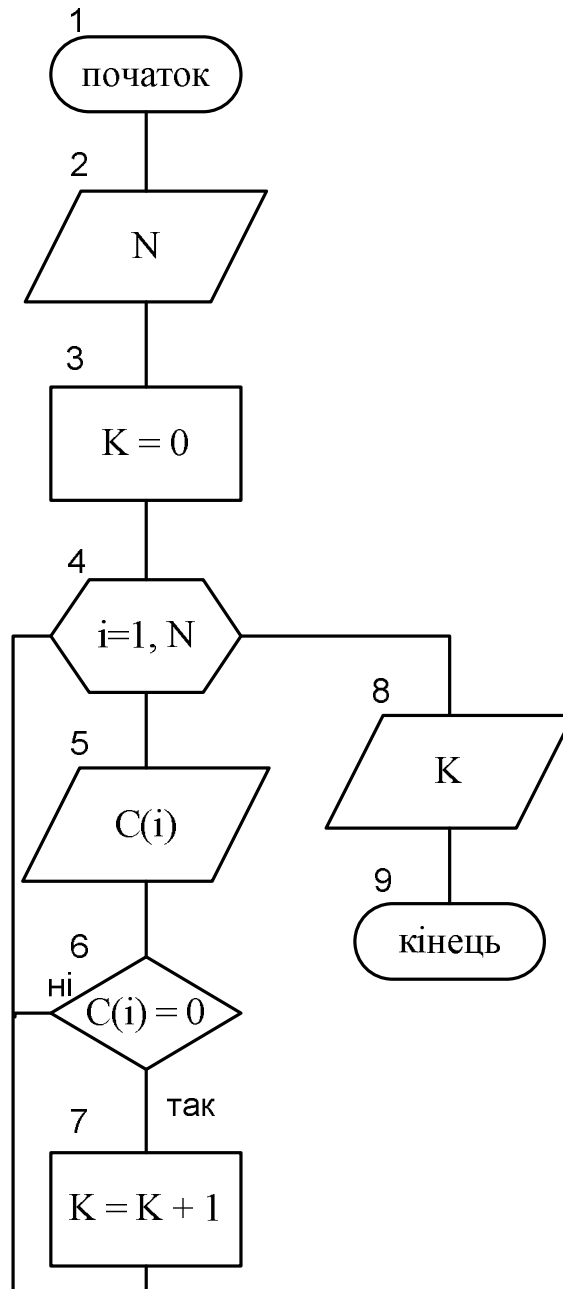 1
початок
2
N
3
K = 0
4
i=1, N
5
C(i)
6
ні
C(i) = 0
так
7
K = K + 1
8
K
9
кінець